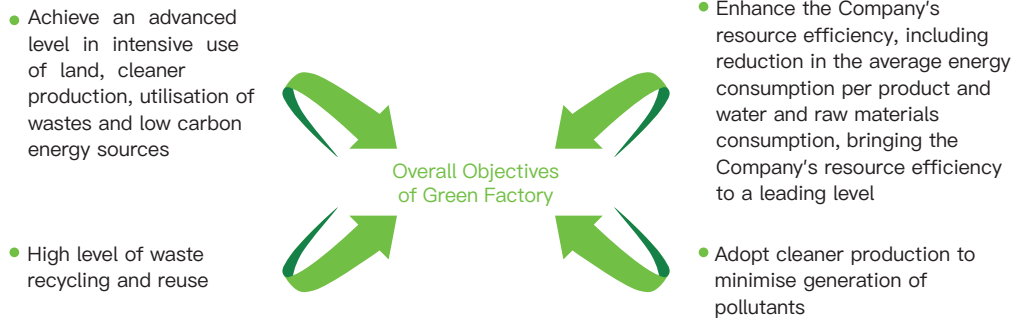 Achieve an advanced
level in intensive use
of land, cleaner
production, utilisation of
wastes and low carbon
energy sources
Enhance the Company's
resource efficiency, including
reduction in the average energy
consumption per product and
water and raw materials
consumption, bringing the
Company's resource efficiency
to a leading level
Overall Objectives
of Green Factory
High level of waste
recycling and reuse
Adopt cleaner production to
minimise generation of
pollutants